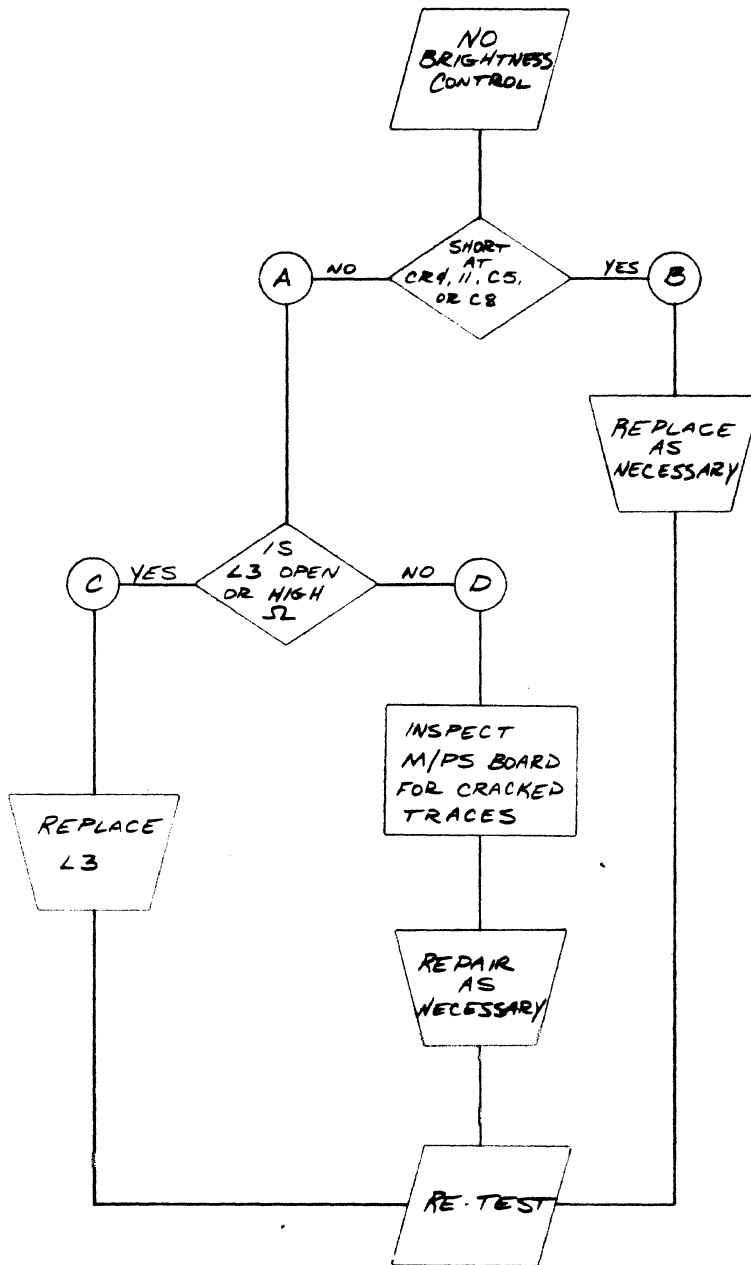 NO
BRIGHTNESS
CONTROL
SHORT
AT
CR4, 11, C5,
OR C8
A
NO
YES
B
REPLACE
AS
NECESSARY
IS
L3 OPEN
OR HIGH
Ω
C
YES
NO
D
INSPECT
M/PS BOARD
FOR CRACKED
TRACES
REPLACE
L3
REPAIR
AS
NECESSARY
RE-TEST